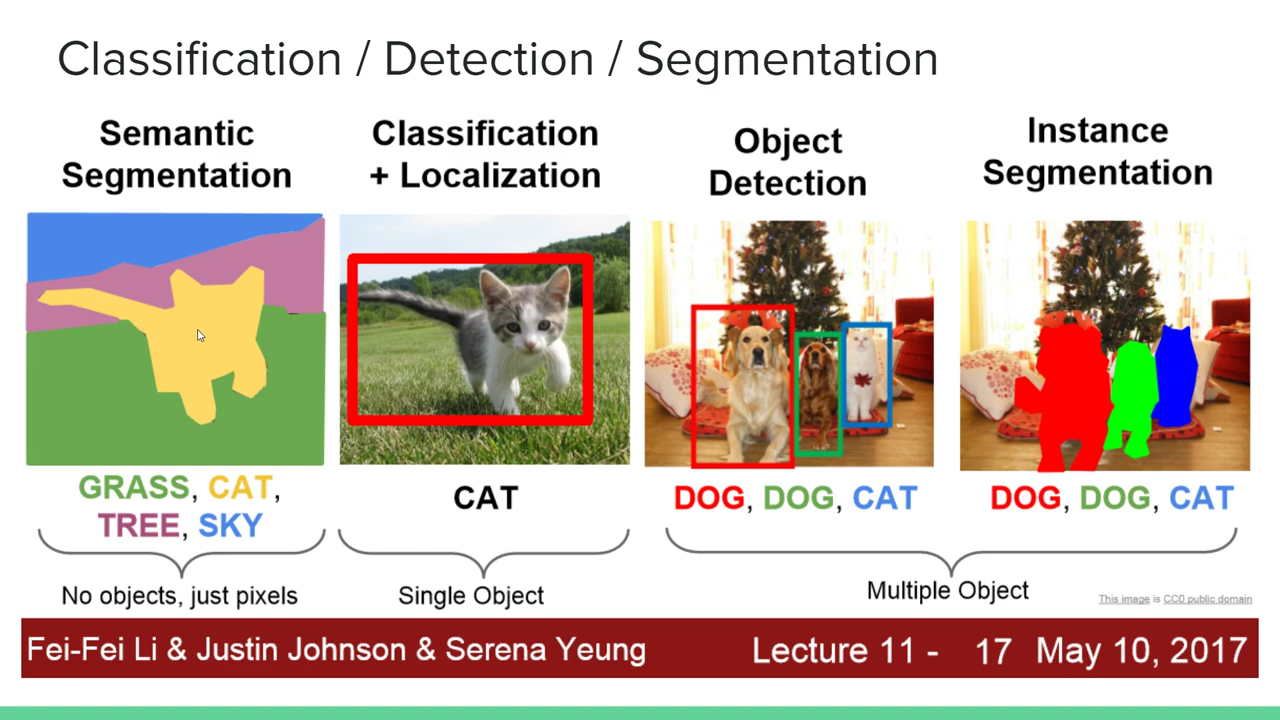 Classification / Detection / Segmentation
Semantic
Segmentation
Classification
+ Localization
Object
Detection
Instance
Segmentation
GRASS, CAT,
TREE, SKY
CAT
DOG, DOG, CAT
DOG, DOG, CAT
No objects, just pixels
Single Object
Multiple Object
This image is CC0 public domain
Fei-Fei Li & Justin Johnson & Serena Yeung
Lecture 11 - 17 May 10, 2017